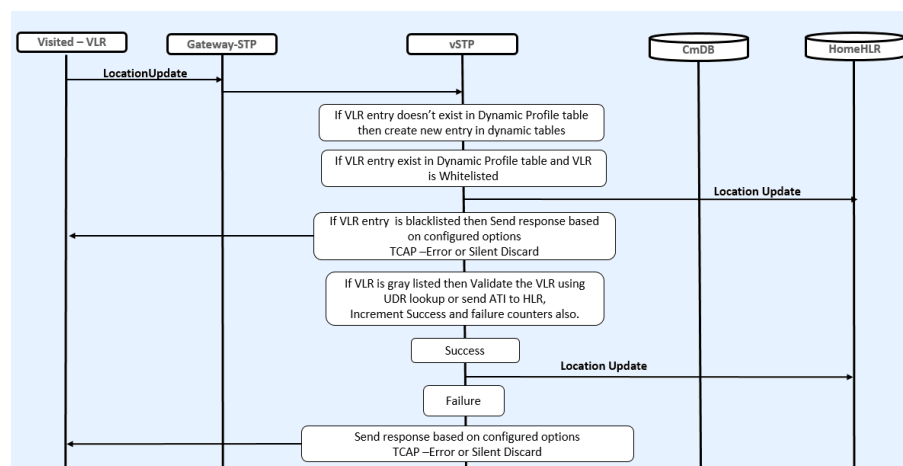 Visited – VLR
Gateway-STP
vSTP
CmDB
HomeHLR
LocationUpdate
If VLR entry doesn't exist in Dynamic Profile table
then create new entry in dynamic tables
If VLR entry exist in Dynamic Profile table and VLR
is Whitelisted
Location Update
If VLR entry is blacklisted then Send response based
on configured options
TCAP –Error or Silent Discard
If VLR is gray listed then Validate the VLR using
UDR lookup or send ATI to HLR,
Increment Success and failure counters also.
Success
Location Update
Failure
Send response based on configured options
TCAP –Error or Silent Discard